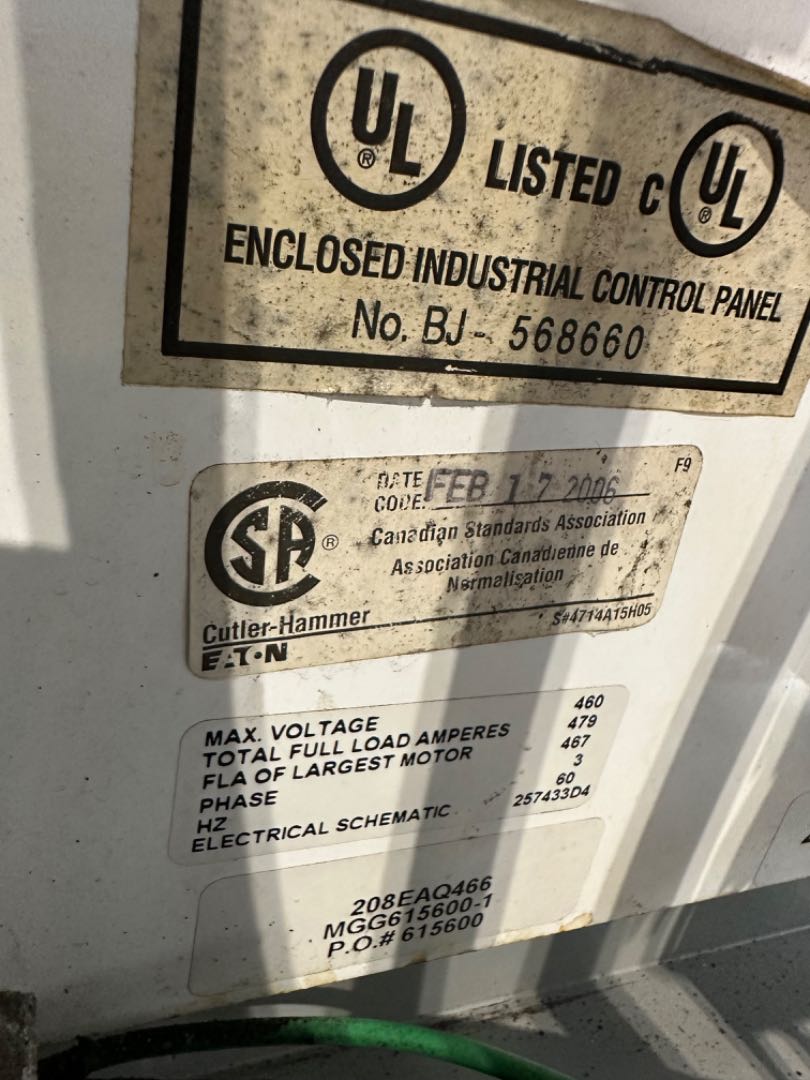 UL ® LISTED C UL ®
ENCLOSED INDUSTRIAL CONTROL PANEL
No. BJ- 568660
F9
DATE
CODE. FEB 17 2006
CSA ®
Canadian Standards Association
Association Canadienne de
Normalisation
Cutler-Hammer
S#4714A15H05
EATON
MAX. VOLTAGE 460
TOTAL FULL LOAD AMPERES 479
FLA OF LARGEST MOTOR 467
PHASE 3
HZ 60
ELECTRICAL SCHEMATIC 257433D4
208EAQ466
MGG615600-1
P.O.# 615600